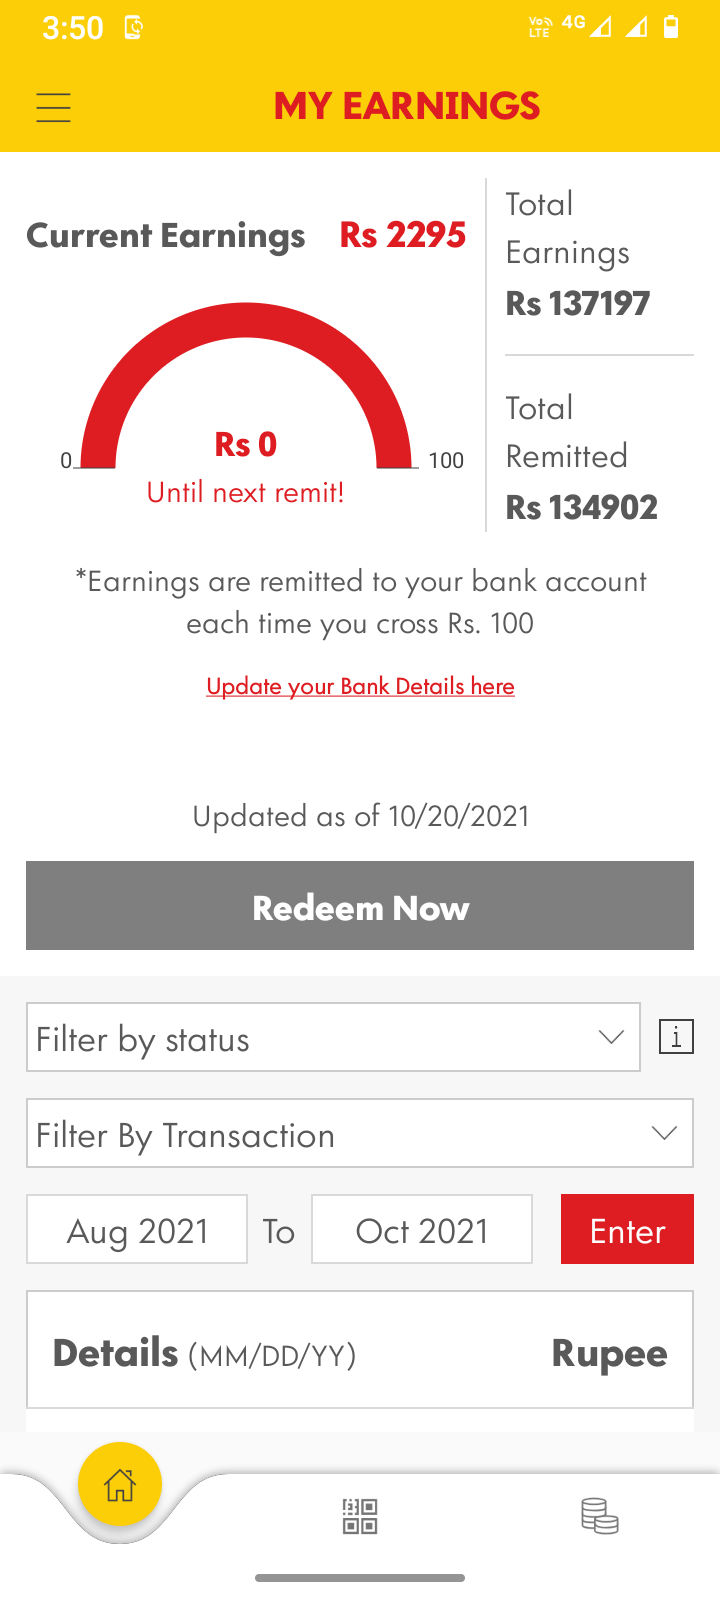 3:50
Vo LTE 4G
MY EARNINGS
Current Earnings Rs 2295
0
Rs 0
100
Until next remit!
Total
Earnings
Rs 137197
Total
Remitted
Rs 134902
*Earnings are remitted to your bank account
each time you cross Rs. 100
Update your Bank Details here
Updated as of 10/20/2021
Redeem Now
Filter by status
i
Filter By Transaction
Aug 2021 To Oct 2021 Enter
Details (MM/DD/YY) Rupee